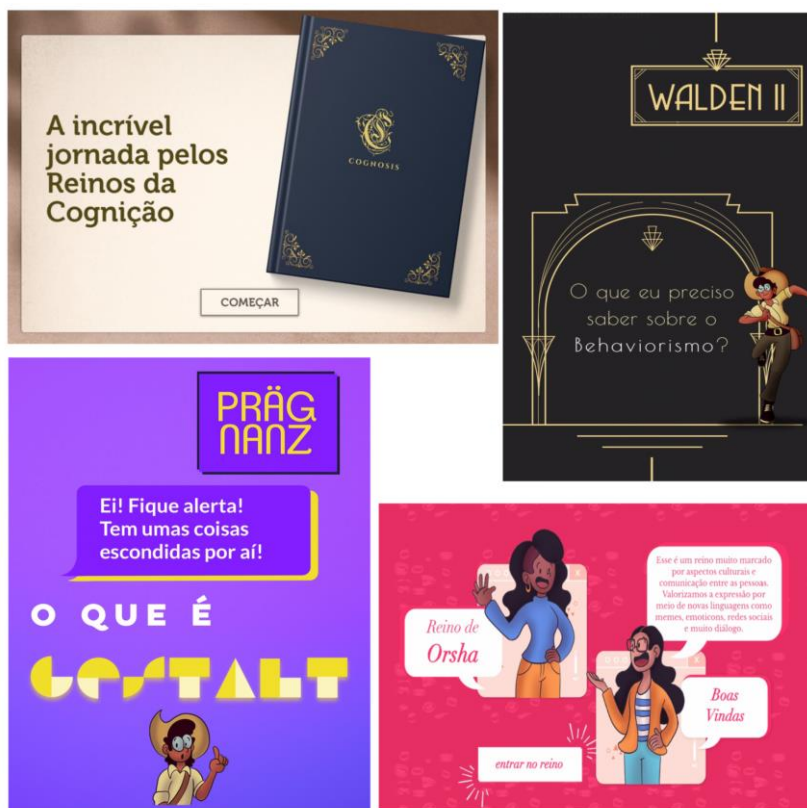 A incrível
jornada pelos
Reinos da
Cognição
COGNOSIS
COMEÇAR
WALDEN II
O que eu preciso
saber sobre o
Behaviorismo?
PRÄG
NANZ
Ei! Fique alerta!
Tem umas coisas
escondidas por aí!
O QUE É
GESTALT
Reino de
Orsha
Esse é um reino muito marcado
por aspectos culturais e
comunicação entre as pessoas.
Valorizamos a expressão por
meio de novas linguagens como
memes, emoticons, redes sociais
e muito diálogo.
Boas
Vindas
entrar no reino